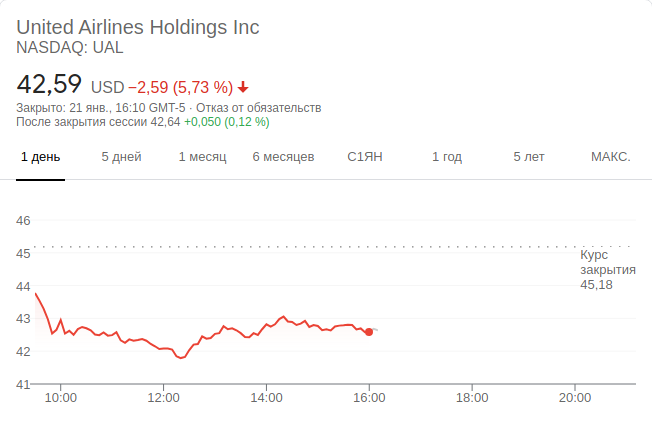 United Airlines Holdings Inc
NASDAQ: UAL
42,59 USD −2,59 (5,73 %)
Закрыто: 21 янв., 16:10 GMT-5 · Отказ от обязательств
После закрытия сессии 42,64 +0,050 (0,12 %)
1 день 5 дней 1 месяц 6 месяцев С1ЯН 1 год 5 лет МАКС.
46
45
44
43
42
41
Курс
закрытия
45,18
10:00 12:00 14:00 16:00 18:00 20:00